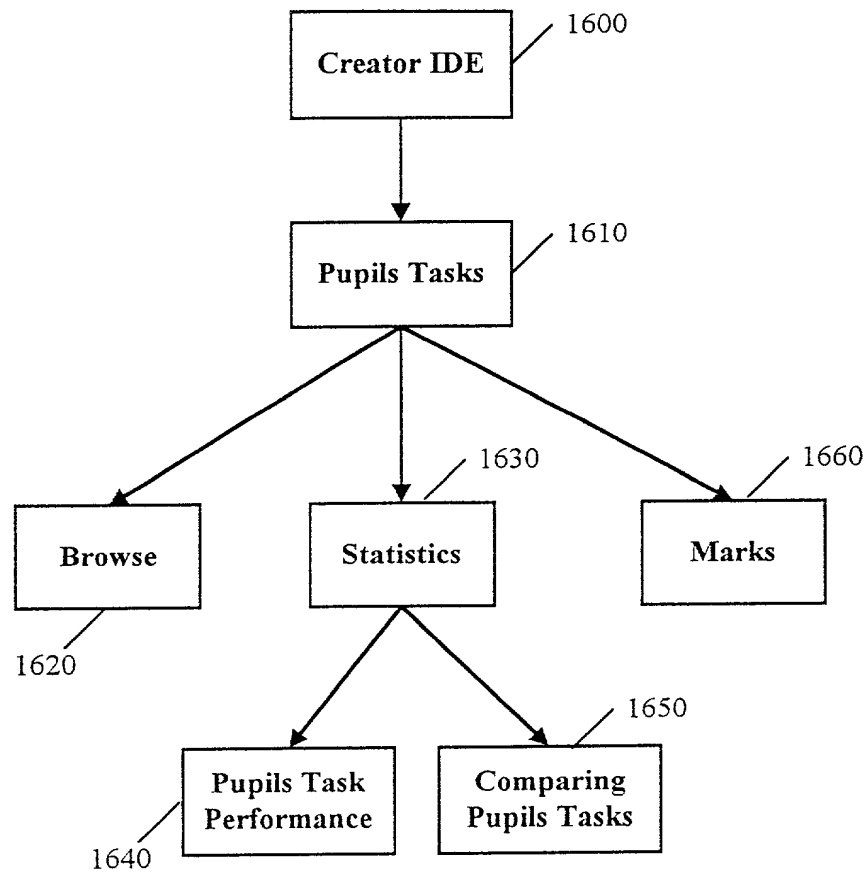 1600
Creator IDE
1610
Pupils Tasks
1630
1660
Browse
Statistics
Marks
1620
1650
Pupils Task
Performance
Comparing
Pupils Tasks
1640